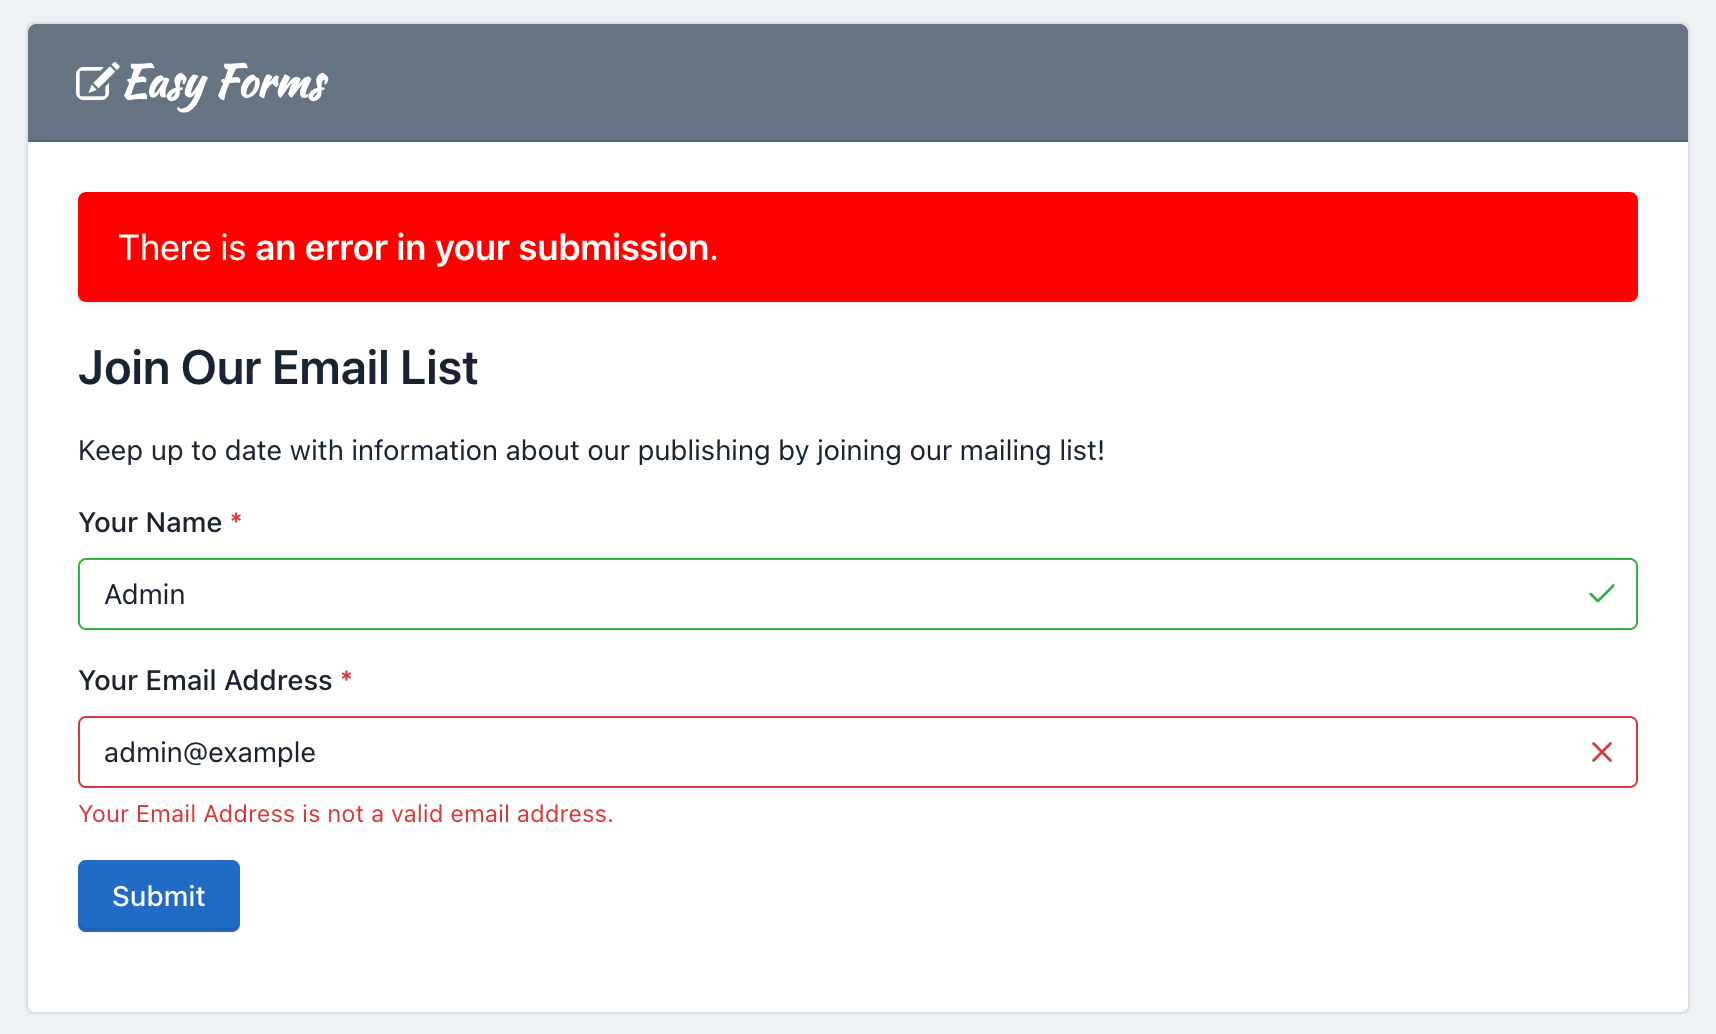 Easy Forms
There is an error in your submission.
Join Our Email List
Keep up to date with information about our publishing by joining our mailing list!
Your Name *
Admin
Your Email Address *
admin@example
Your Email Address is not a valid email address.
Submit